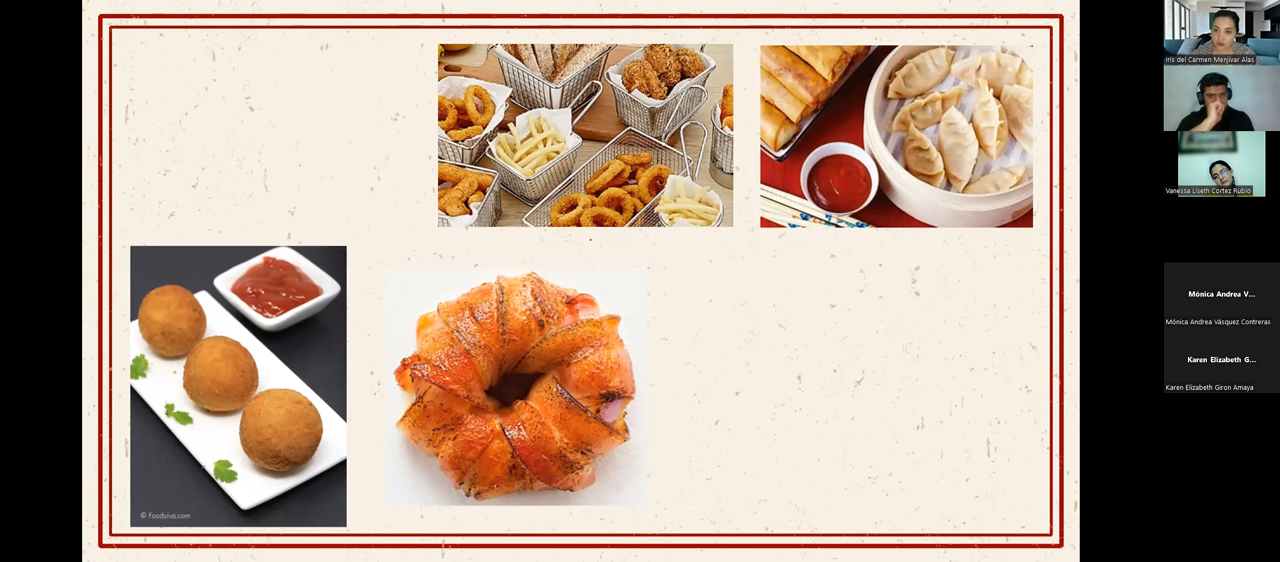 Iris del Carmen Menjivar Alas
Vanessa Liseth Cortez Rubio
Mónica Andrea V...
Mónica Andrea Vásquez Contreras
Karen Elizabeth G...
Karen Elizabeth Giron Amaya
© foodviva.com